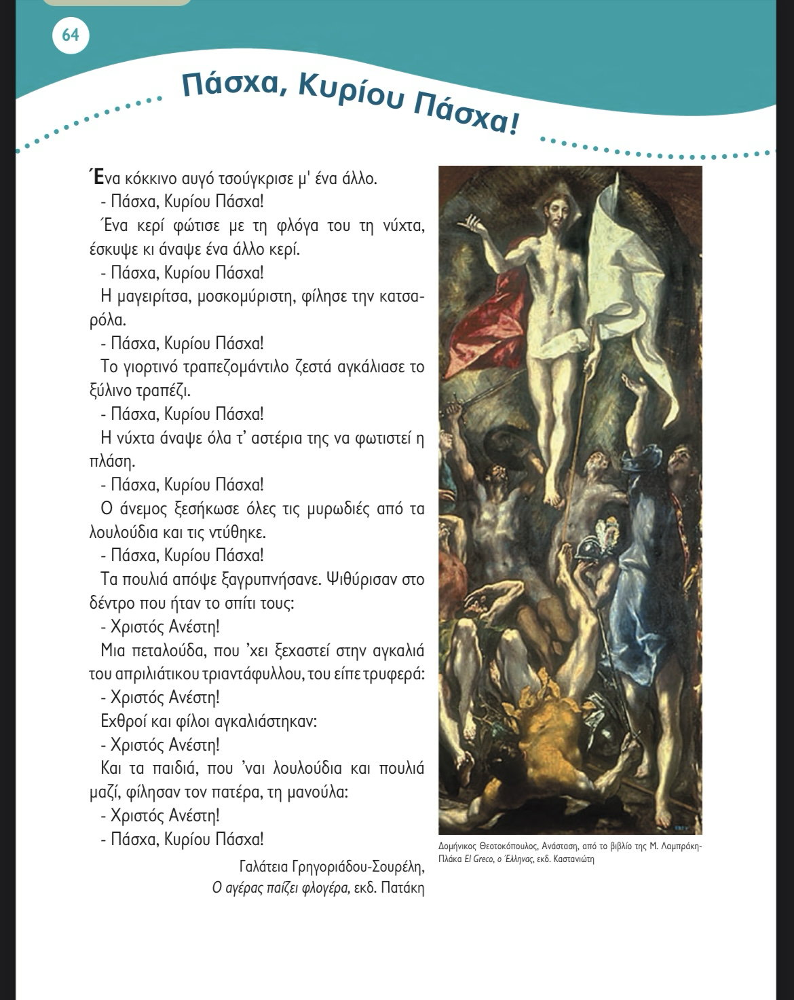 64
Πάσχα, Κυρίου Πάσχα!
Ένα κόκκινο αυγό τσούγκρισε μ' ένα άλλο.
- Πάσχα, Κυρίου Πάσχα!
Ένα κερί φώτισε με τη φλόγα του τη νύχτα,
έσκυψε κι άναψε ένα άλλο κερί.
- Πάσχα, Κυρίου Πάσχα!
Η μαγειρίτσα, μοσκομύριστη, φίλησε την κατσα-
ρόλα.
- Πάσχα, Κυρίου Πάσχα!
Το γιορτινό τραπεζομάντιλο ζεστά αγκάλιασε το
ξύλινο τραπέζι.
- Πάσχα, Κυρίου Πάσχα!
Η νύχτα άναψε όλα τ’ αστέρια της να φωτιστεί η
πλάση.
- Πάσχα, Κυρίου Πάσχα!
Ο άνεμος ξεσήκωσε όλες τις μυρωδιές από τα
λουλούδια και τις ντύθηκε.
- Πάσχα, Κυρίου Πάσχα!
Τα πουλιά απόψε ξαγρυπνήσανε. Ψιθύρισαν στο
δέντρο που ήταν το σπίτι τους:
- Χριστός Ανέστη!
Μια πεταλούδα, που ’χει ξεχαστεί στην αγκαλιά
του απριλιάτικου τριαντάφυλλου, του είπε τρυφερά:
- Χριστός Ανέστη!
Εχθροί και φίλοι αγκαλιάστηκαν:
- Χριστός Ανέστη!
Και τα παιδιά, που ’ναι λουλούδια και πουλιά
μαζί, φίλησαν τον πατέρα, τη μανούλα:
- Χριστός Ανέστη!
- Πάσχα, Κυρίου Πάσχα!
Γαλάτεια Γρηγοριάδου-Σουρέλη,
Ο αγέρας παίζει φλογέρα, εκδ. Πατάκη
Δομήνικος Θεοτοκόπουλος, Ανάσταση, από το βιβλίο της Μ. Λαμπράκη-
Πλάκα El Greco, ο Έλληνας, εκδ. Καστανιώτη